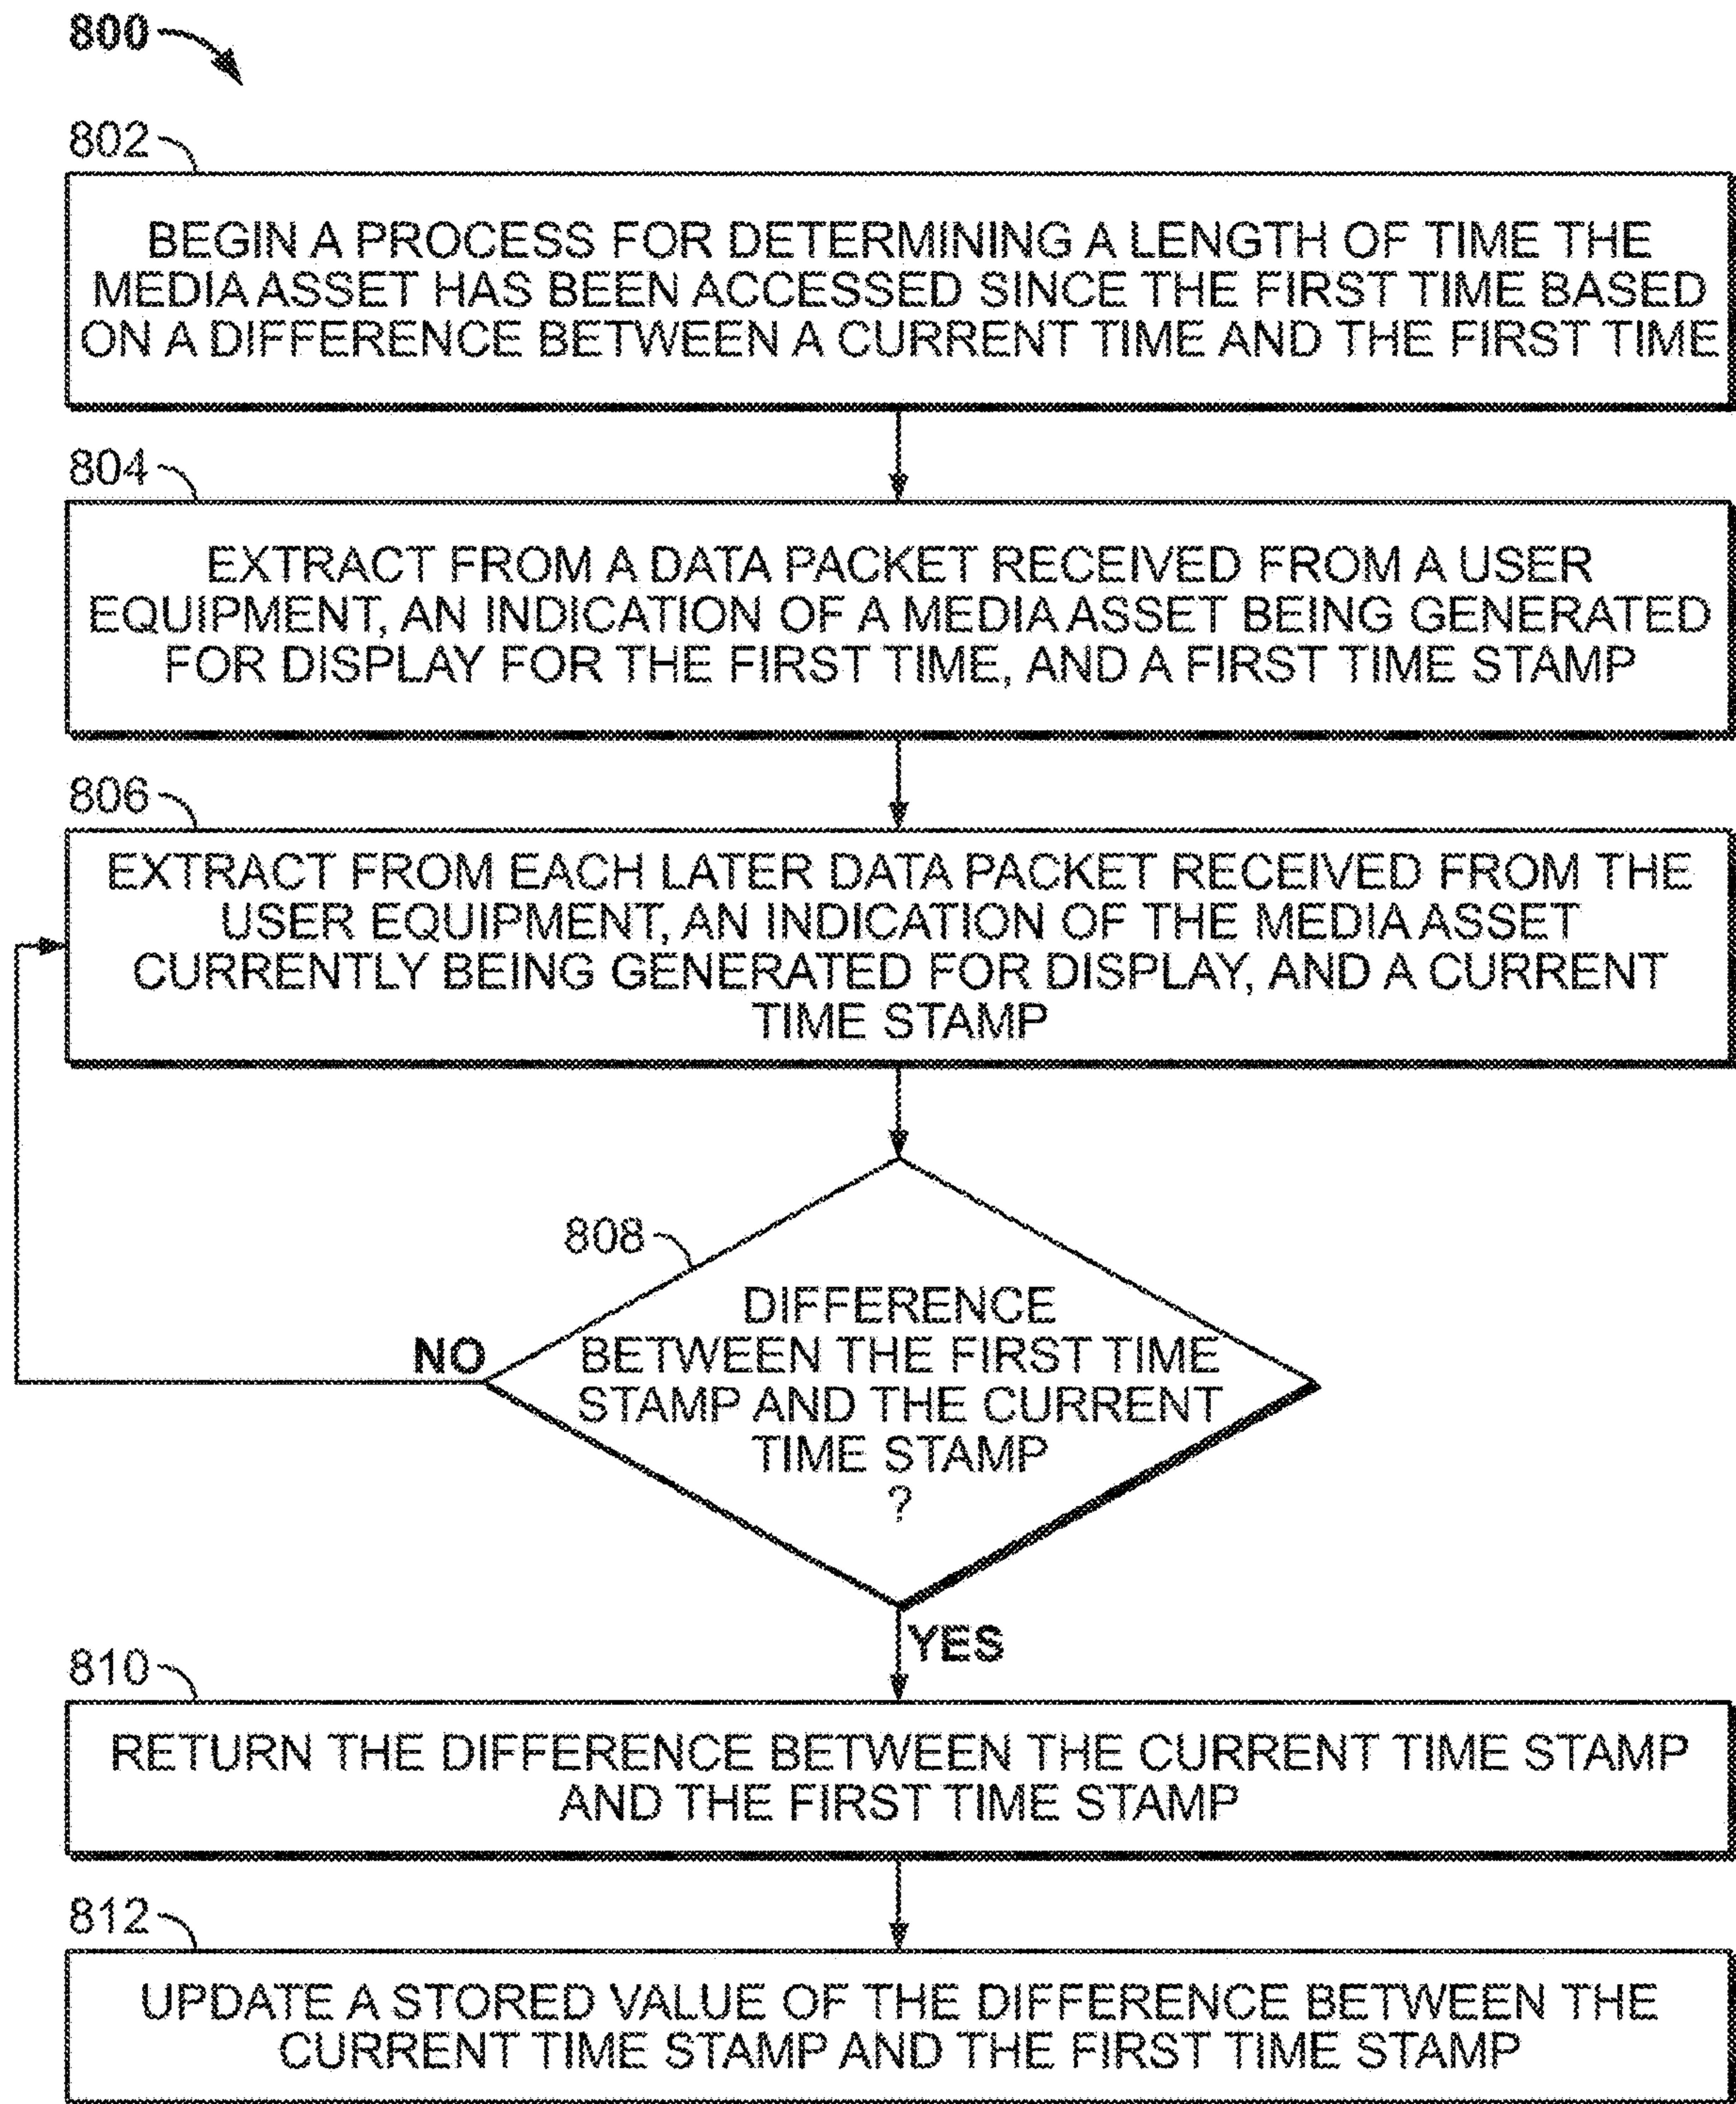 800
802
BEGIN A PROCESS FOR DETERMINING A LENGTH OF TIME THE
MEDIA ASSET HAS BEEN ACCESSED SINCE THE FIRST TIME BASED
ON A DIFFERENCE BETWEEN A CURRENT TIME AND THE FIRST TIME
804
EXTRACT FROM A DATA PACKET RECEIVED FROM A USER
EQUIPMENT, AN INDICATION OF A MEDIA ASSET BEING GENERATED
FOR DISPLAY FOR THE FIRST TIME, AND A FIRST TIME STAMP
806
EXTRACT FROM EACH LATER DATA PACKET RECEIVED FROM THE
USER EQUIPMENT, AN INDICATION OF THE MEDIA ASSET
CURRENTLY BEING GENERATED FOR DISPLAY, AND A CURRENT
TIME STAMP
808
DIFFERENCE
BETWEEN THE FIRST TIME
STAMP AND THE CURRENT
TIME STAMP
?
NO
YES
810
RETURN THE DIFFERENCE BETWEEN THE CURRENT TIME STAMP
AND THE FIRST TIME STAMP
812
UPDATE A STORED VALUE OF THE DIFFERENCE BETWEEN THE
CURRENT TIME STAMP AND THE FIRST TIME STAMP